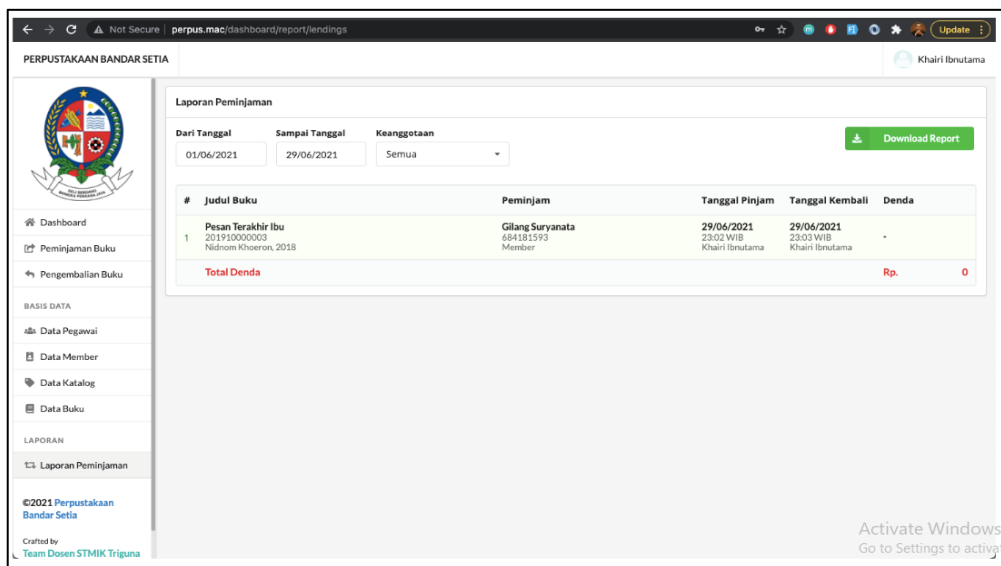 Not Secure | perpus.mac/dashboard/report/lendings
Update
PERPUSTAKAAN BANDAR SETIA
Khairi Ibnutama
Dashboard
Peminjaman Buku
Pengembalian Buku
BASIS DATA
Data Pegawai
Data Member
Data Katalog
Data Buku
LAPORAN
Laporan Peminjaman
©2021 Perpustakaan
Bandar Setia
Crafted by
Team Dosen STMIK Triguna
Laporan Peminjaman
Dari Tanggal Sampai Tanggal Keanggotaan
01/06/2021 29/06/2021 Semua
Download Report
# Judul Buku Peminjam Tanggal Pinjam Tanggal Kembali Denda
Pesan Terakhir Ibu Gilang Suryanata 29/06/2021 29/06/2021
1 201910000003 684181593 23:02 WIB 23:03 WIB -
Nidnom Khoeron, 2018 Member Khairi Ibnutama Khairi Ibnutama
Total Denda Rp. 0
Activate Windows
Go to Settings to activa